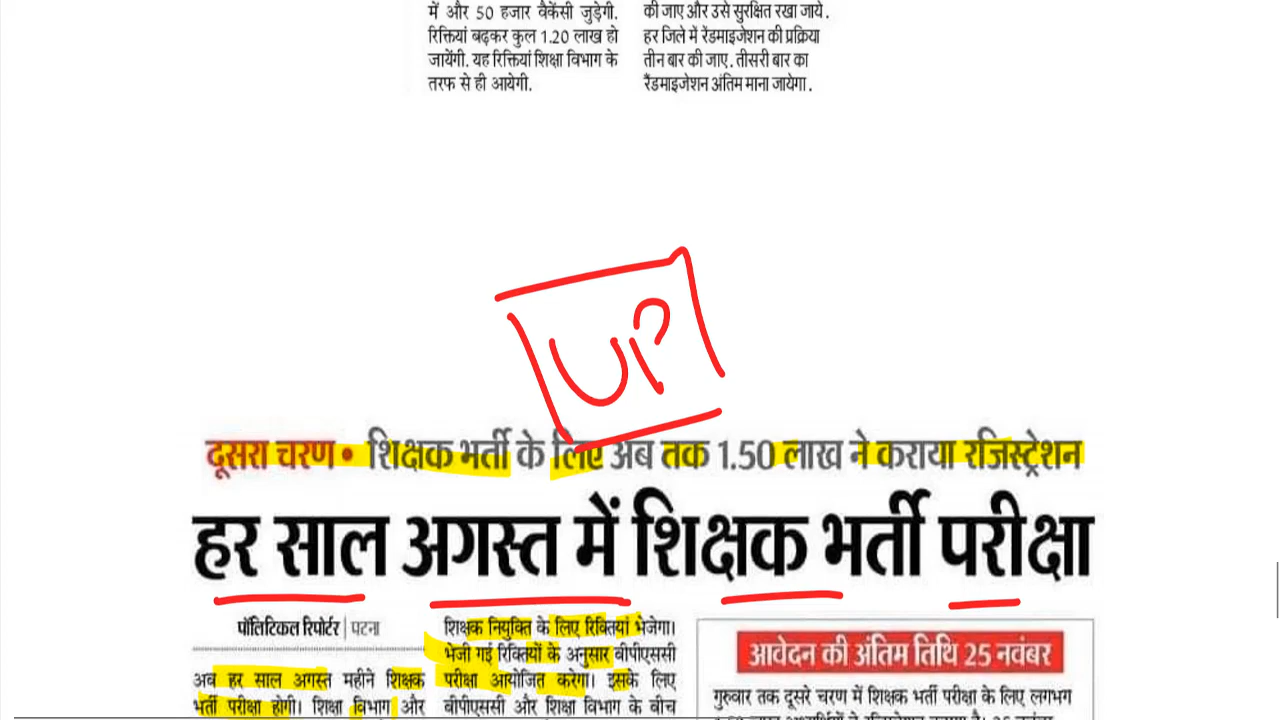 में और 50 हजार वैकेंसी जुड़ेगी.
रिक्तियां बढ़कर कुल 1.20 लाख हो
जायेंगी. यह रिक्तियां शिक्षा विभाग के
तरफ से ही आयेगी.
की जाए और उसे सुरक्षित रखा जाये.
हर जिले में रेंडमाइजेशन की प्रक्रिया
तीन बार की जाए. तीसरी बार का
रैंडमाइजेशन अंतिम माना जायेगा.
UP
दूसरा चरण • शिक्षक भर्ती के लिए अब तक 1.50 लाख ने कराया रजिस्ट्रेशन
हर साल अगस्त में शिक्षक भर्ती परीक्षा
पॉलिटिकल रिपोर्टर | पटना
अब हर साल अगस्त महीने शिक्षक
भर्ती परीक्षा होगी। शिक्षा विभाग और
शिक्षक नियुक्ति के लिए रिक्तियां भेजेगा।
भेजी गई रिक्तियों के अनुसार बीपीएससी
परीक्षा आयोजित करेगा। इसके लिए
बीपीएससी और शिक्षा विभाग के बीच
आवेदन की अंतिम तिथि 25 नवंबर
गुरुवार तक दूसरे चरण में शिक्षक भर्ती परीक्षा के लिए लगभग